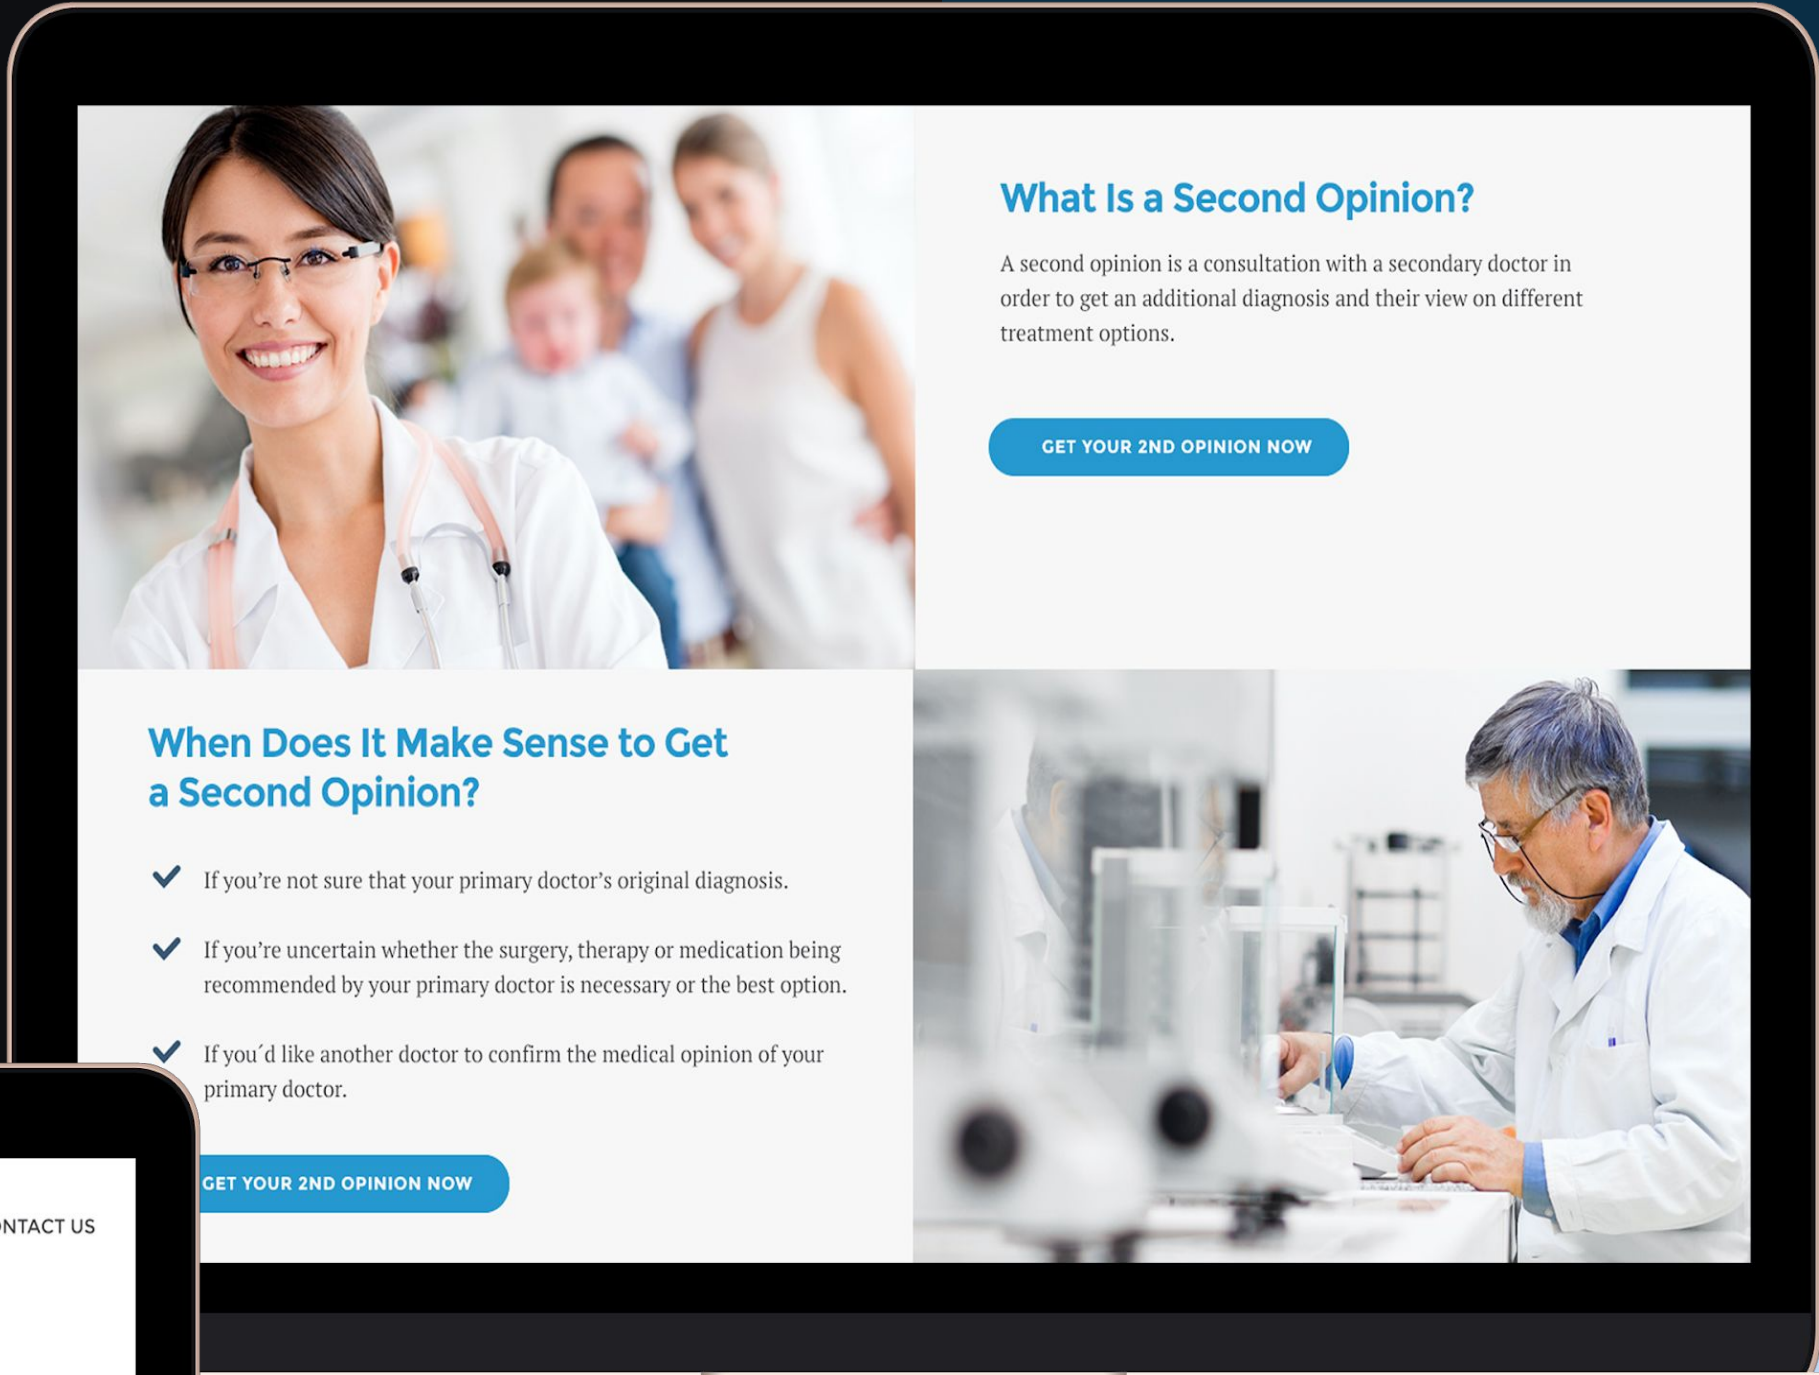 What Is a Second Opinion?
A second opinion is a consultation with a secondary doctor in
order to get an additional diagnosis and their view on different
treatment options.
GET YOUR 2ND OPINION NOW
When Does It Make Sense to Get
a Second Opinion?
If you’re not sure that your primary doctor’s original diagnosis.
If you’re uncertain whether the surgery, therapy or medication being
recommended by your primary doctor is necessary or the best option.
If you´d like another doctor to confirm the medical opinion of your
primary doctor.
GET YOUR 2ND OPINION NOW
US